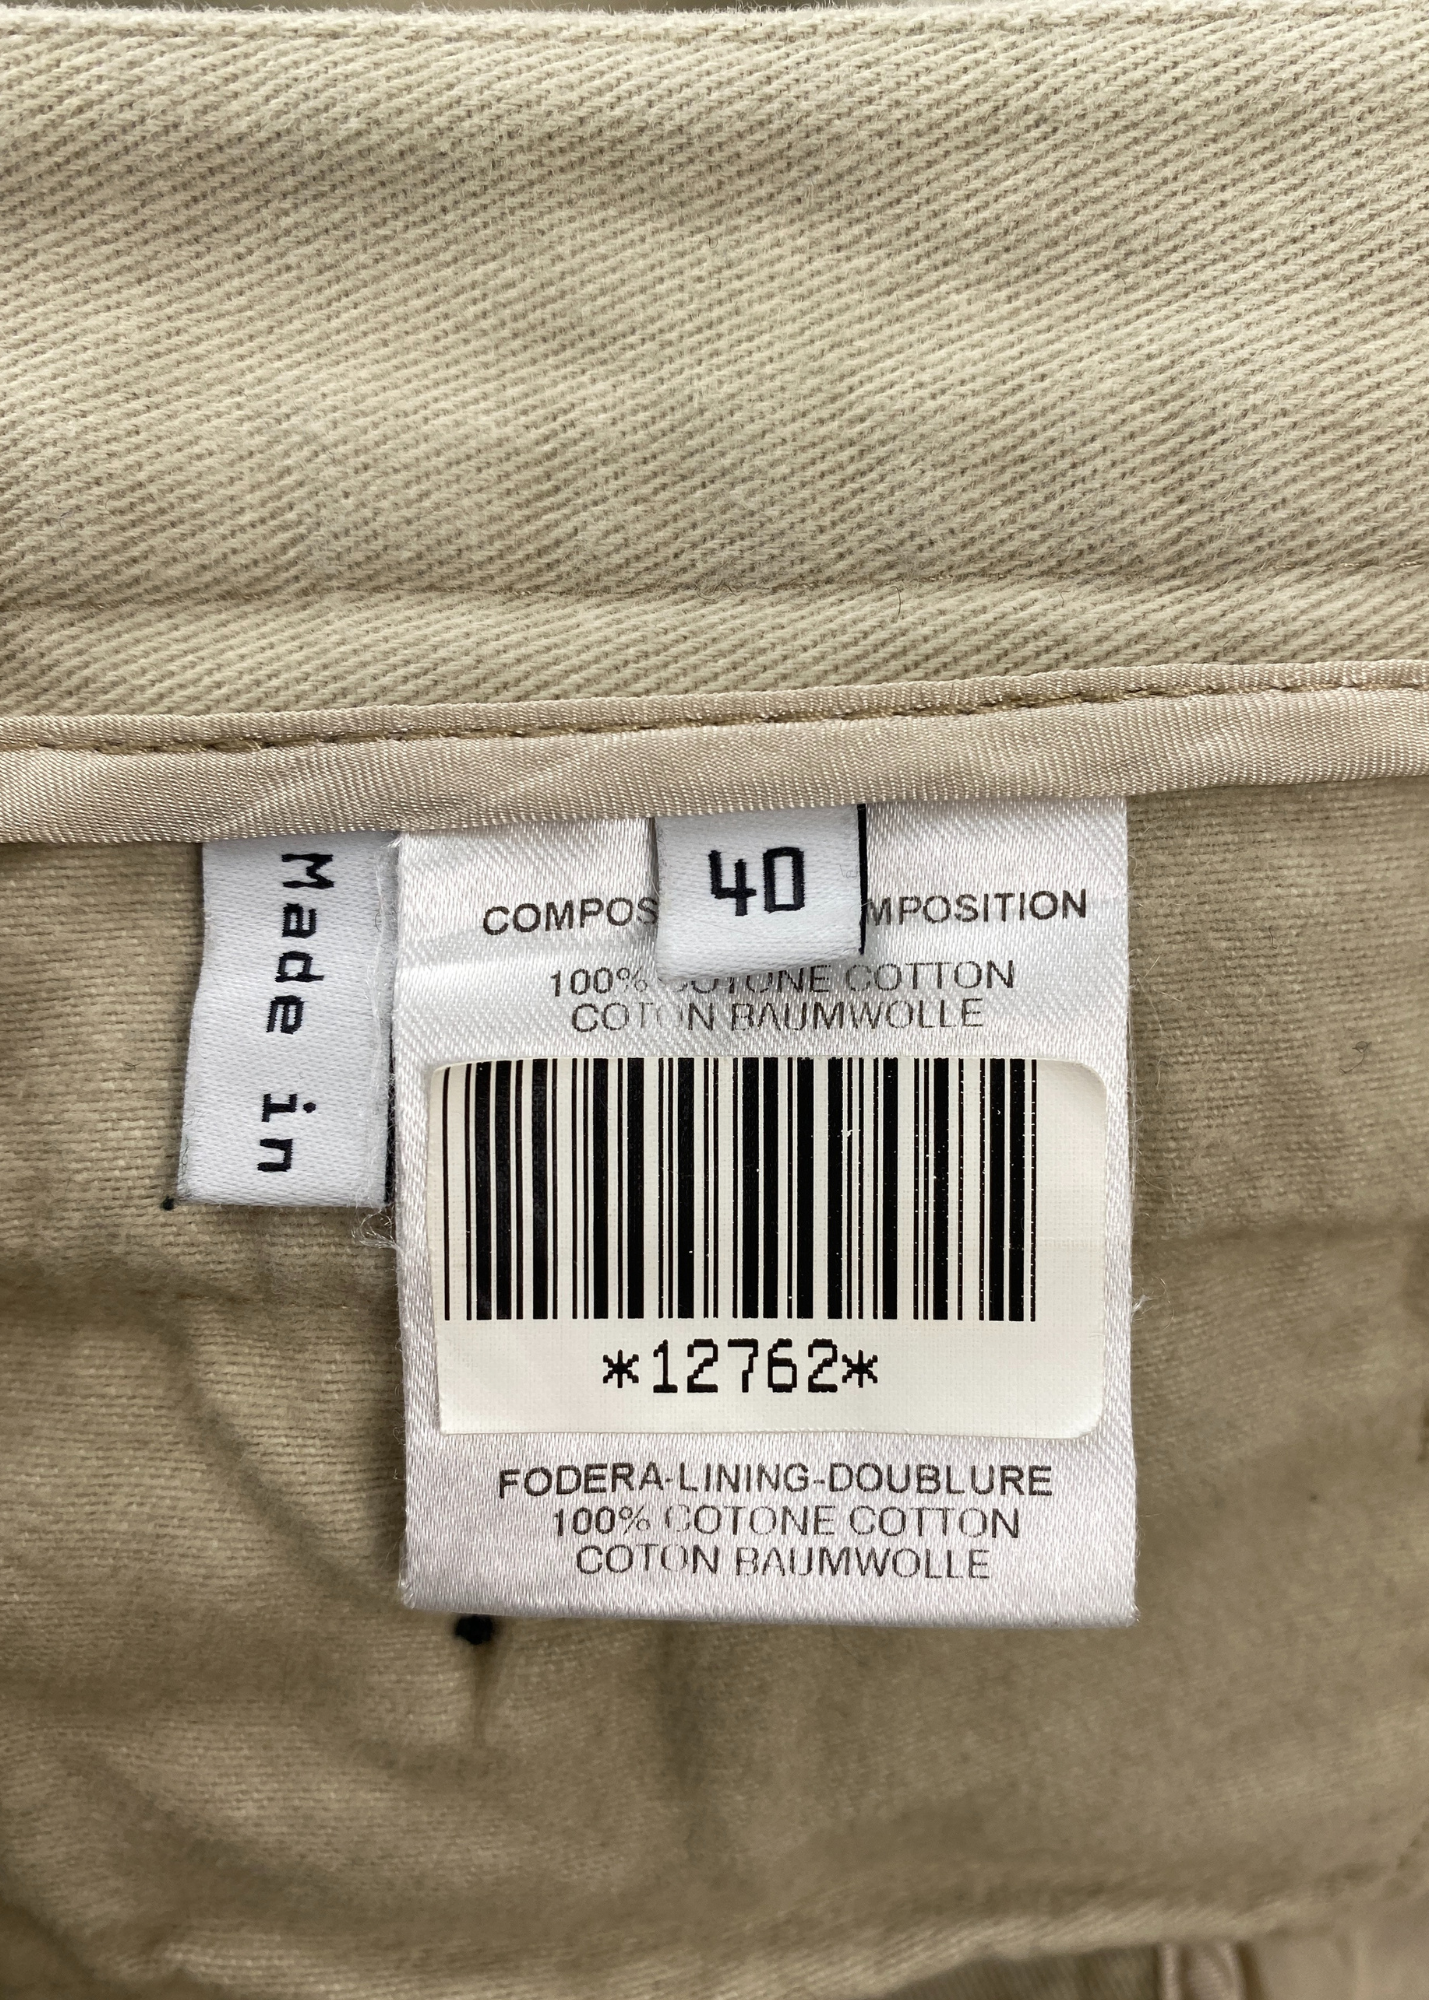 Made in
40
COMPOS MPOSITION
100% COTONE COTTON
COTON BAUMWOLLE
*12762*
FODERA-LINING-DOUBLURE
100% COTONE COTTON
COTON BAUMWOLLE